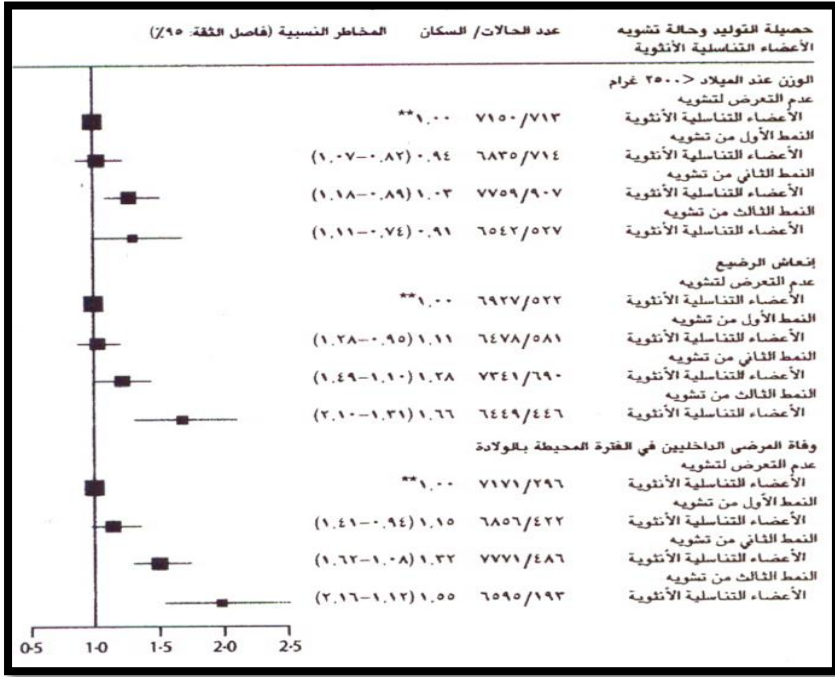 حصيلة التوليد وحالة تشويه عدد الحالات/ السكان المخاطر النسبية (فاصل الثقة: ٩٥٪)
الأعضاء التناسلية الأنثوية
الوزن عند الميلاد <٢٥٠٠ غرام
عدم التعرض لتشويه
الأعضاء التناسلية الأنثوية ٧١٥٠/٧١٣ ١.٠٠**
النمط الأول من تشويه
الأعضاء التناسلية الأنثوية ٦٨٣٥/٧١٤ ٠.٩٤ (٠.٨٢–١.٠٧)
النمط الثاني من تشويه
الأعضاء التناسلية الأنثوية ٧٧٥٩/٩٠٧ ١.٠٣ (٠.٨٩–١.١٨)
النمط الثالث من تشويه
الأعضاء التناسلية الأنثوية ٦٥٤٢/٥٢٧ ٠.٩١ (٠.٧٤–١.١١)
إنعاش الرضيع
عدم التعرض لتشويه
الأعضاء التناسلية الأنثوية ٦٩٢٧/٥٢٢ ١.٠٠**
النمط الأول من تشويه
الأعضاء التناسلية الأنثوية ٦٤٧٨/٥٨١ ١.١١ (٠.٩٥–١.٢٨)
النمط الثاني من تشويه
الأعضاء التناسلية الأنثوية ٧٣٤١/٦٩٠ ١.٢٨ (١.١٠–١.٤٩)
النمط الثالث من تشويه
الأعضاء التناسلية الأنثوية ٦٤٤٩/٤٤٦ ١.٦٦ (١.٣١–٢.١٠)
وفاة المرضى الداخليين في الفترة المحيطة بالولادة
عدم التعرض لتشويه
الأعضاء التناسلية الأنثوية ٧١٧١/٢٩٦ ١.٠٠**
النمط الأول من تشويه
الأعضاء التناسلية الأنثوية ٦٨٥٦/٤٢٢ ١.١٥ (٠.٩٤–١.٤١)
النمط الثاني من تشويه
الأعضاء التناسلية الأنثوية ٧٧٧١/٤٨٦ ١.٣٢ (١.٠٨–١.٦٢)
النمط الثالث من تشويه
الأعضاء التناسلية الأنثوية ٦٥٩٥/١٩٣ ١.٥٥ (١.١٢–٢.١٦)
0·5 1·0 1·5 2·0 2·5